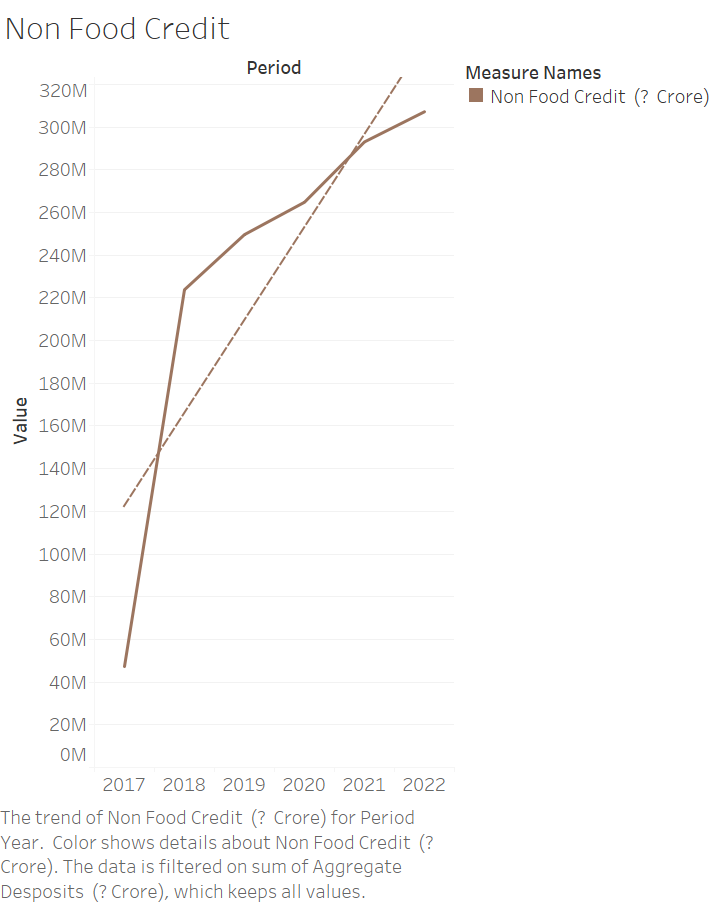 Non Food Credit
Period
Measure Names
Non Food Credit (? Crore)
320M
300M
280M
260M
240M
220M
200M
180M
160M
140M
120M
100M
80M
60M
40M
20M
0M
Value
2017 2018 2019 2020 2021 2022
The trend of Non Food Credit (? Crore) for Period
Year. Color shows details about Non Food Credit (?
Crore). The data is filtered on sum of Aggregate
Desposits (? Crore), which keeps all values.